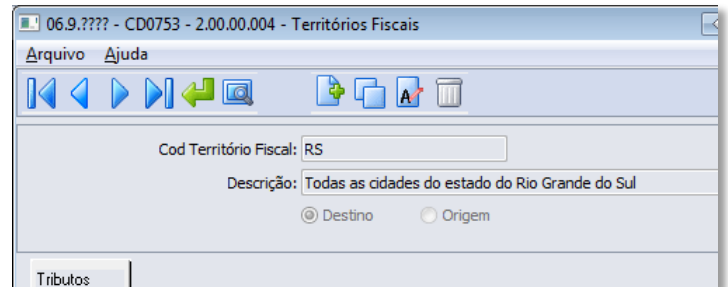 06.9.???? - CD0753 - 2.00.00.004 - Territórios Fiscais
Arquivo Ajuda
Cod Território Fiscal: RS
Descrição: Todas as cidades do estado do Rio Grande do Sul
Destino Origem
Tributos